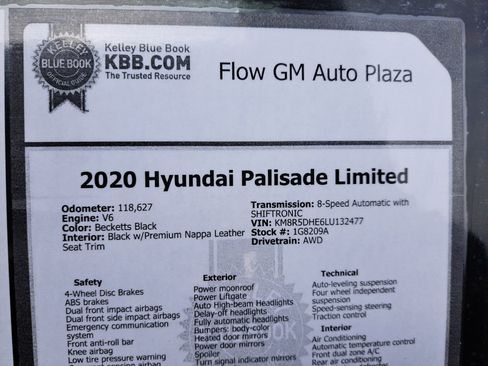 KELLEY
BLUE BOOK
OFFICIAL GUIDE
Kelley Blue Book
KBB.COM
The Trusted Resource
Flow GM Auto Plaza
2020 Hyundai Palisade Limited
Odometer: 118,627
Engine: V6
Color: Becketts Black
Interior: Black w/Premium Nappa Leather
Seat Trim
Transmission: 8-Speed Automatic with
SHIFTRONIC
VIN: KM8R5DHE6LU132477
Stock #: 1G8209A
Drivetrain: AWD
Safety
4-Wheel Disc Brakes
ABS brakes
Dual front impact airbags
Dual front side impact airbags
Emergency communication
system
Front anti-roll bar
Knee airbag
Low tire pressure warning
Exterior
Power moonroof
Power Liftgate
Auto High-beam Headlights
Delay-off headlights
Fully automatic headlights
Bumpers: body-color
Heated door mirrors
Power door mirrors
Spoiler
Turn signal indicator mirrors
Technical
Auto-leveling suspension
Four wheel independent
suspension
Speed-sensing steering
Traction control
Interior
Air Conditioning
Automatic temperature control
Front dual zone A/C
Rear air conditioning